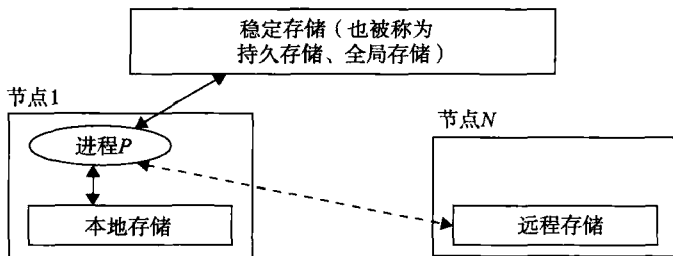 稳定存储（也被称为
持久存储、全局存储）
节点1
节点N
进程P
本地存储
远程存储